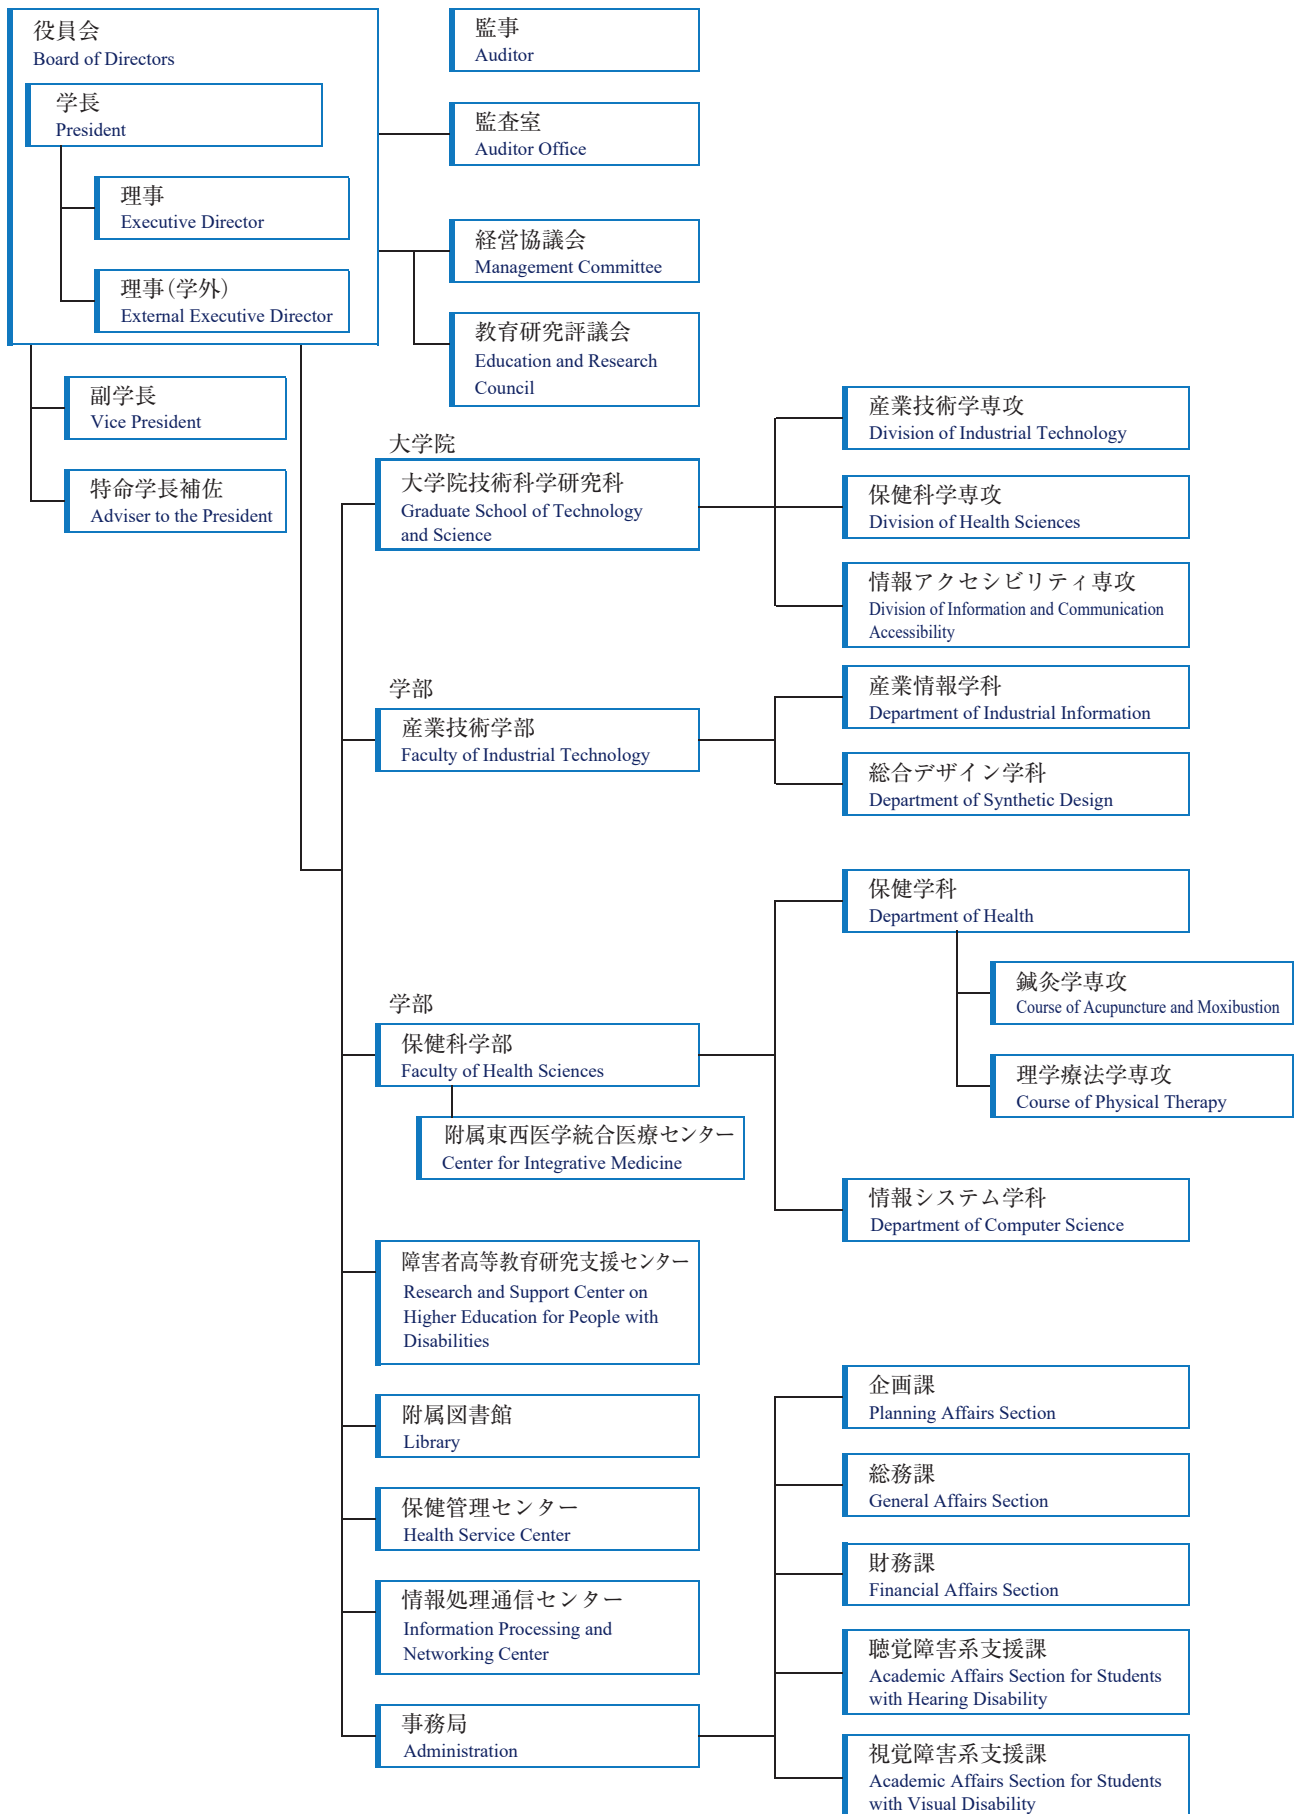 役員会
Board of Directors
学長
President
理事
Executive Director
理事（学外）
External Executive Director
副学長
Vice President
特命学長補佐
Adviser to the President
監事
Auditor
監査室
Auditor Office
経営協議会
Management Committee
教育研究評議会
Education and Research
Council
大学院
大学院技術科学研究科
Graduate School of Technology
and Science
産業技術学専攻
Division of Industrial Technology
保健科学専攻
Division of Health Sciences
情報アクセシビリティ専攻
Division of Information and Communication
Accessibility
学部
産業技術学部
Faculty of Industrial Technology
産業情報学科
Department of Industrial Information
総合デザイン学科
Department of Synthetic Design
学部
保健科学部
Faculty of Health Sciences
附属東西医学統合医療センター
Center for Integrative Medicine
保健学科
Department of Health
鍼灸学専攻
Course of Acupuncture and Moxibustion
理学療法学専攻
Course of Physical Therapy
情報システム学科
Department of Computer Science
障害者高等教育研究支援センター
Research and Support Center on
Higher Education for People with
Disabilities
附属図書館
Library
保健管理センター
Health Service Center
情報処理通信センター
Information Processing and
Networking Center
事務局
Administration
企画課
Planning Affairs Section
総務課
General Affairs Section
財務課
Financial Affairs Section
聴覚障害系支援課
Academic Affairs Section for Students
with Hearing Disability
視覚障害系支援課
Academic Affairs Section for Students
with Visual Disability